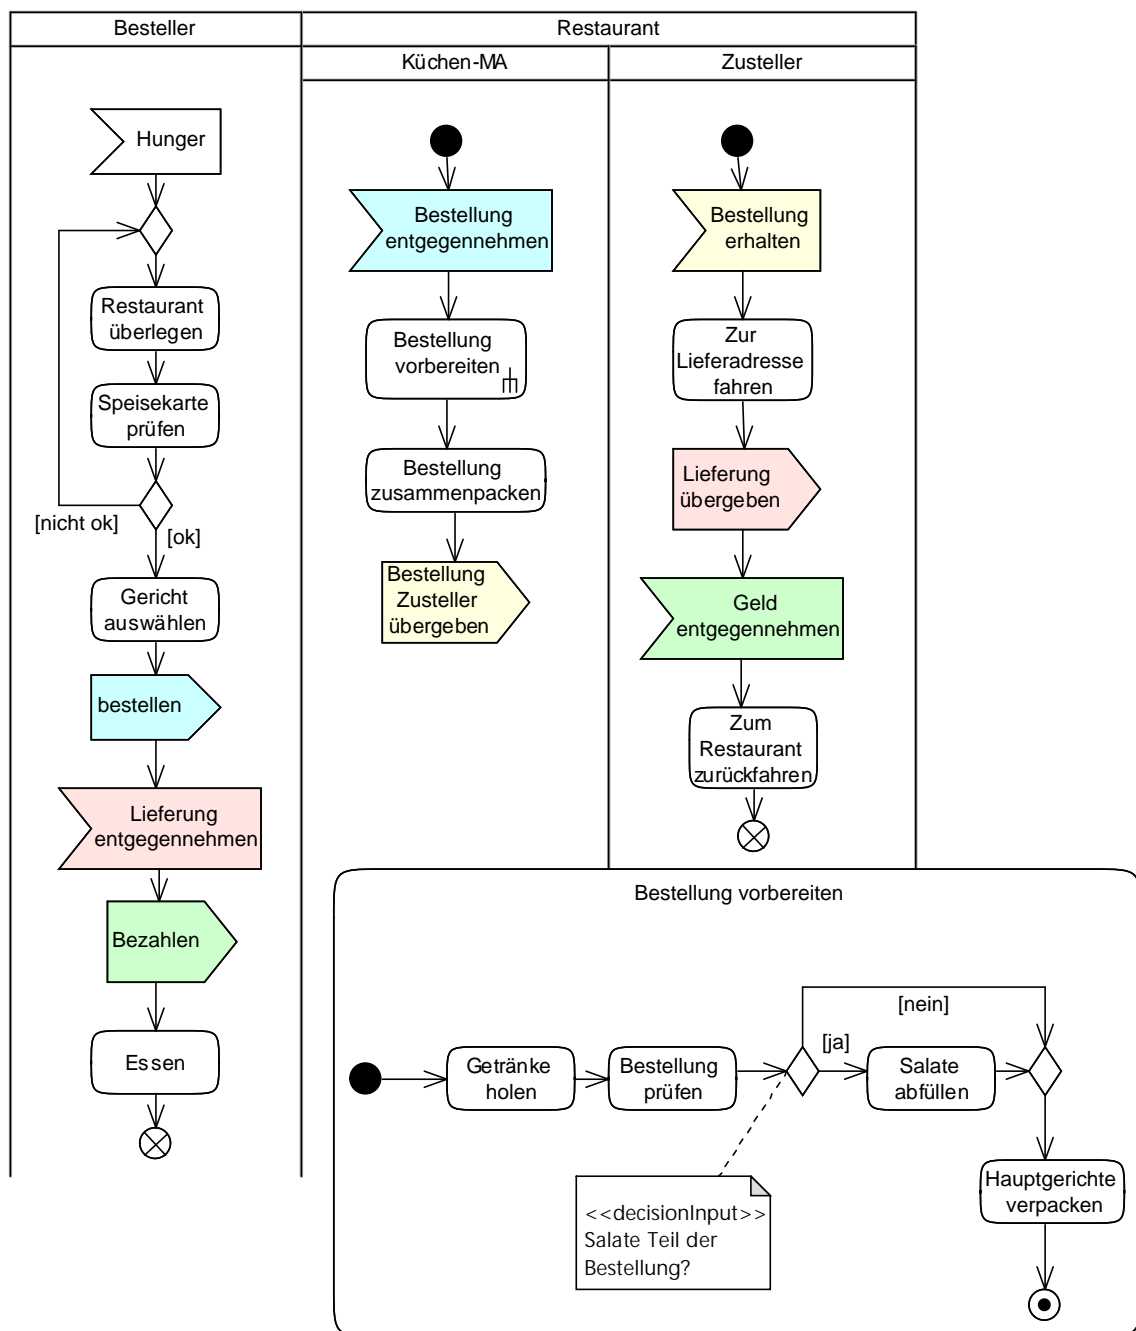 Besteller
Restaurant
Küchen-MA
Zusteller
Hunger
Restaurant
überlegen
Speisekarte
prüfen
[nicht ok]
[ok]
Gericht
auswählen
bestellen
Lieferung
entgegennehmen
Bezahlen
Essen
Bestellung
entgegennehmen
Bestellung
vorbereiten
Bestellung
zusammenpacken
Bestellung
Zusteller
übergeben
Bestellung
erhalten
Zur
Lieferadresse
fahren
Lieferung
übergeben
Geld
entgegennehmen
Zum
Restaurant
zurückfahren
Bestellung vorbereiten
Getränke
holen
Bestellung
prüfen
[nein]
[ja]
Salate
abfüllen
Hauptgerichte
verpacken
<<decisionInput>>
Salate Teil der
Bestellung?